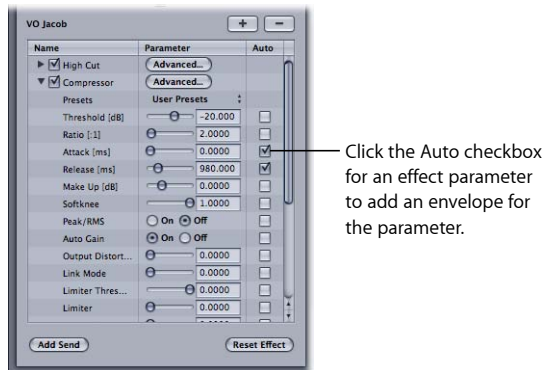 VO Jacob + −
Name Parameter Auto
High Cut Advanced...
Compressor Advanced...
Presets User Presets
Threshold [dB] -20.000
Ratio [:1] 2.0000
Attack [ms] 0.0000
Release [ms] 980.000
Make Up [dB] 0.0000
Softknee 1.0000
Peak/RMS On Off
Auto Gain On Off
Output Distort... 0.0000
Link Mode 0.0000
Limiter Thres... 0.0000
Limiter 0.0000
Add Send Reset Effect
Click the Auto checkbox
for an effect parameter
to add an envelope for
the parameter.